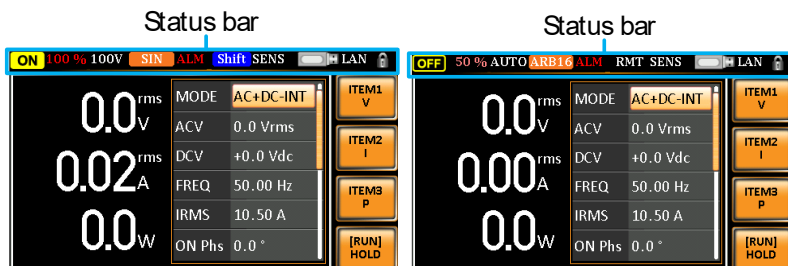 Status bar
ON 100 % 100V SIN ALM Shift SENS LAN
0.0 rms V
0.02 rms A
0.0 W
MODE AC+DC-INT
ACV 0.0 Vrms
DCV +0.0 Vdc
FREQ 50.00 Hz
IRMS 10.50 A
ON Phs 0.0 °
ITEM1
V
ITEM2
I
ITEM3
P
[RUN]
HOLD
Status bar
OFF 50 % AUTO ARB16 ALM RMT SENS LAN
0.0 rms V
0.00 rms A
0.0 W
MODE AC+DC-INT
ACV 0.0 Vrms
DCV +0.0 Vdc
FREQ 50.00 Hz
IRMS 10.50 A
ON Phs 0.0 °
ITEM1
V
ITEM2
I
ITEM3
P
[RUN]
HOLD